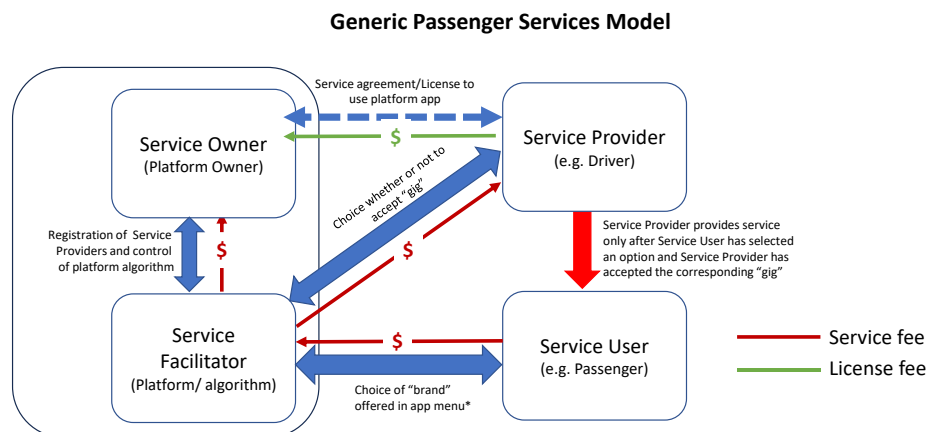 Generic Passenger Services Model
Service agreement/License to
use platform app
Service Owner
(Platform Owner)
$
Service Provider
(e.g. Driver)
Choice whether or not to
accept “gig”
Registration of Service
Providers and control
of platform algorithm
$
$
Service Provider provides service
only after Service User has selected
an option and Service Provider has
accepted the corresponding “gig”
Service
Facilitator
(Platform/ algorithm)
$
Service User
(e.g. Passenger)
Choice of “brand”
offered in app menu*
Service fee
License fee